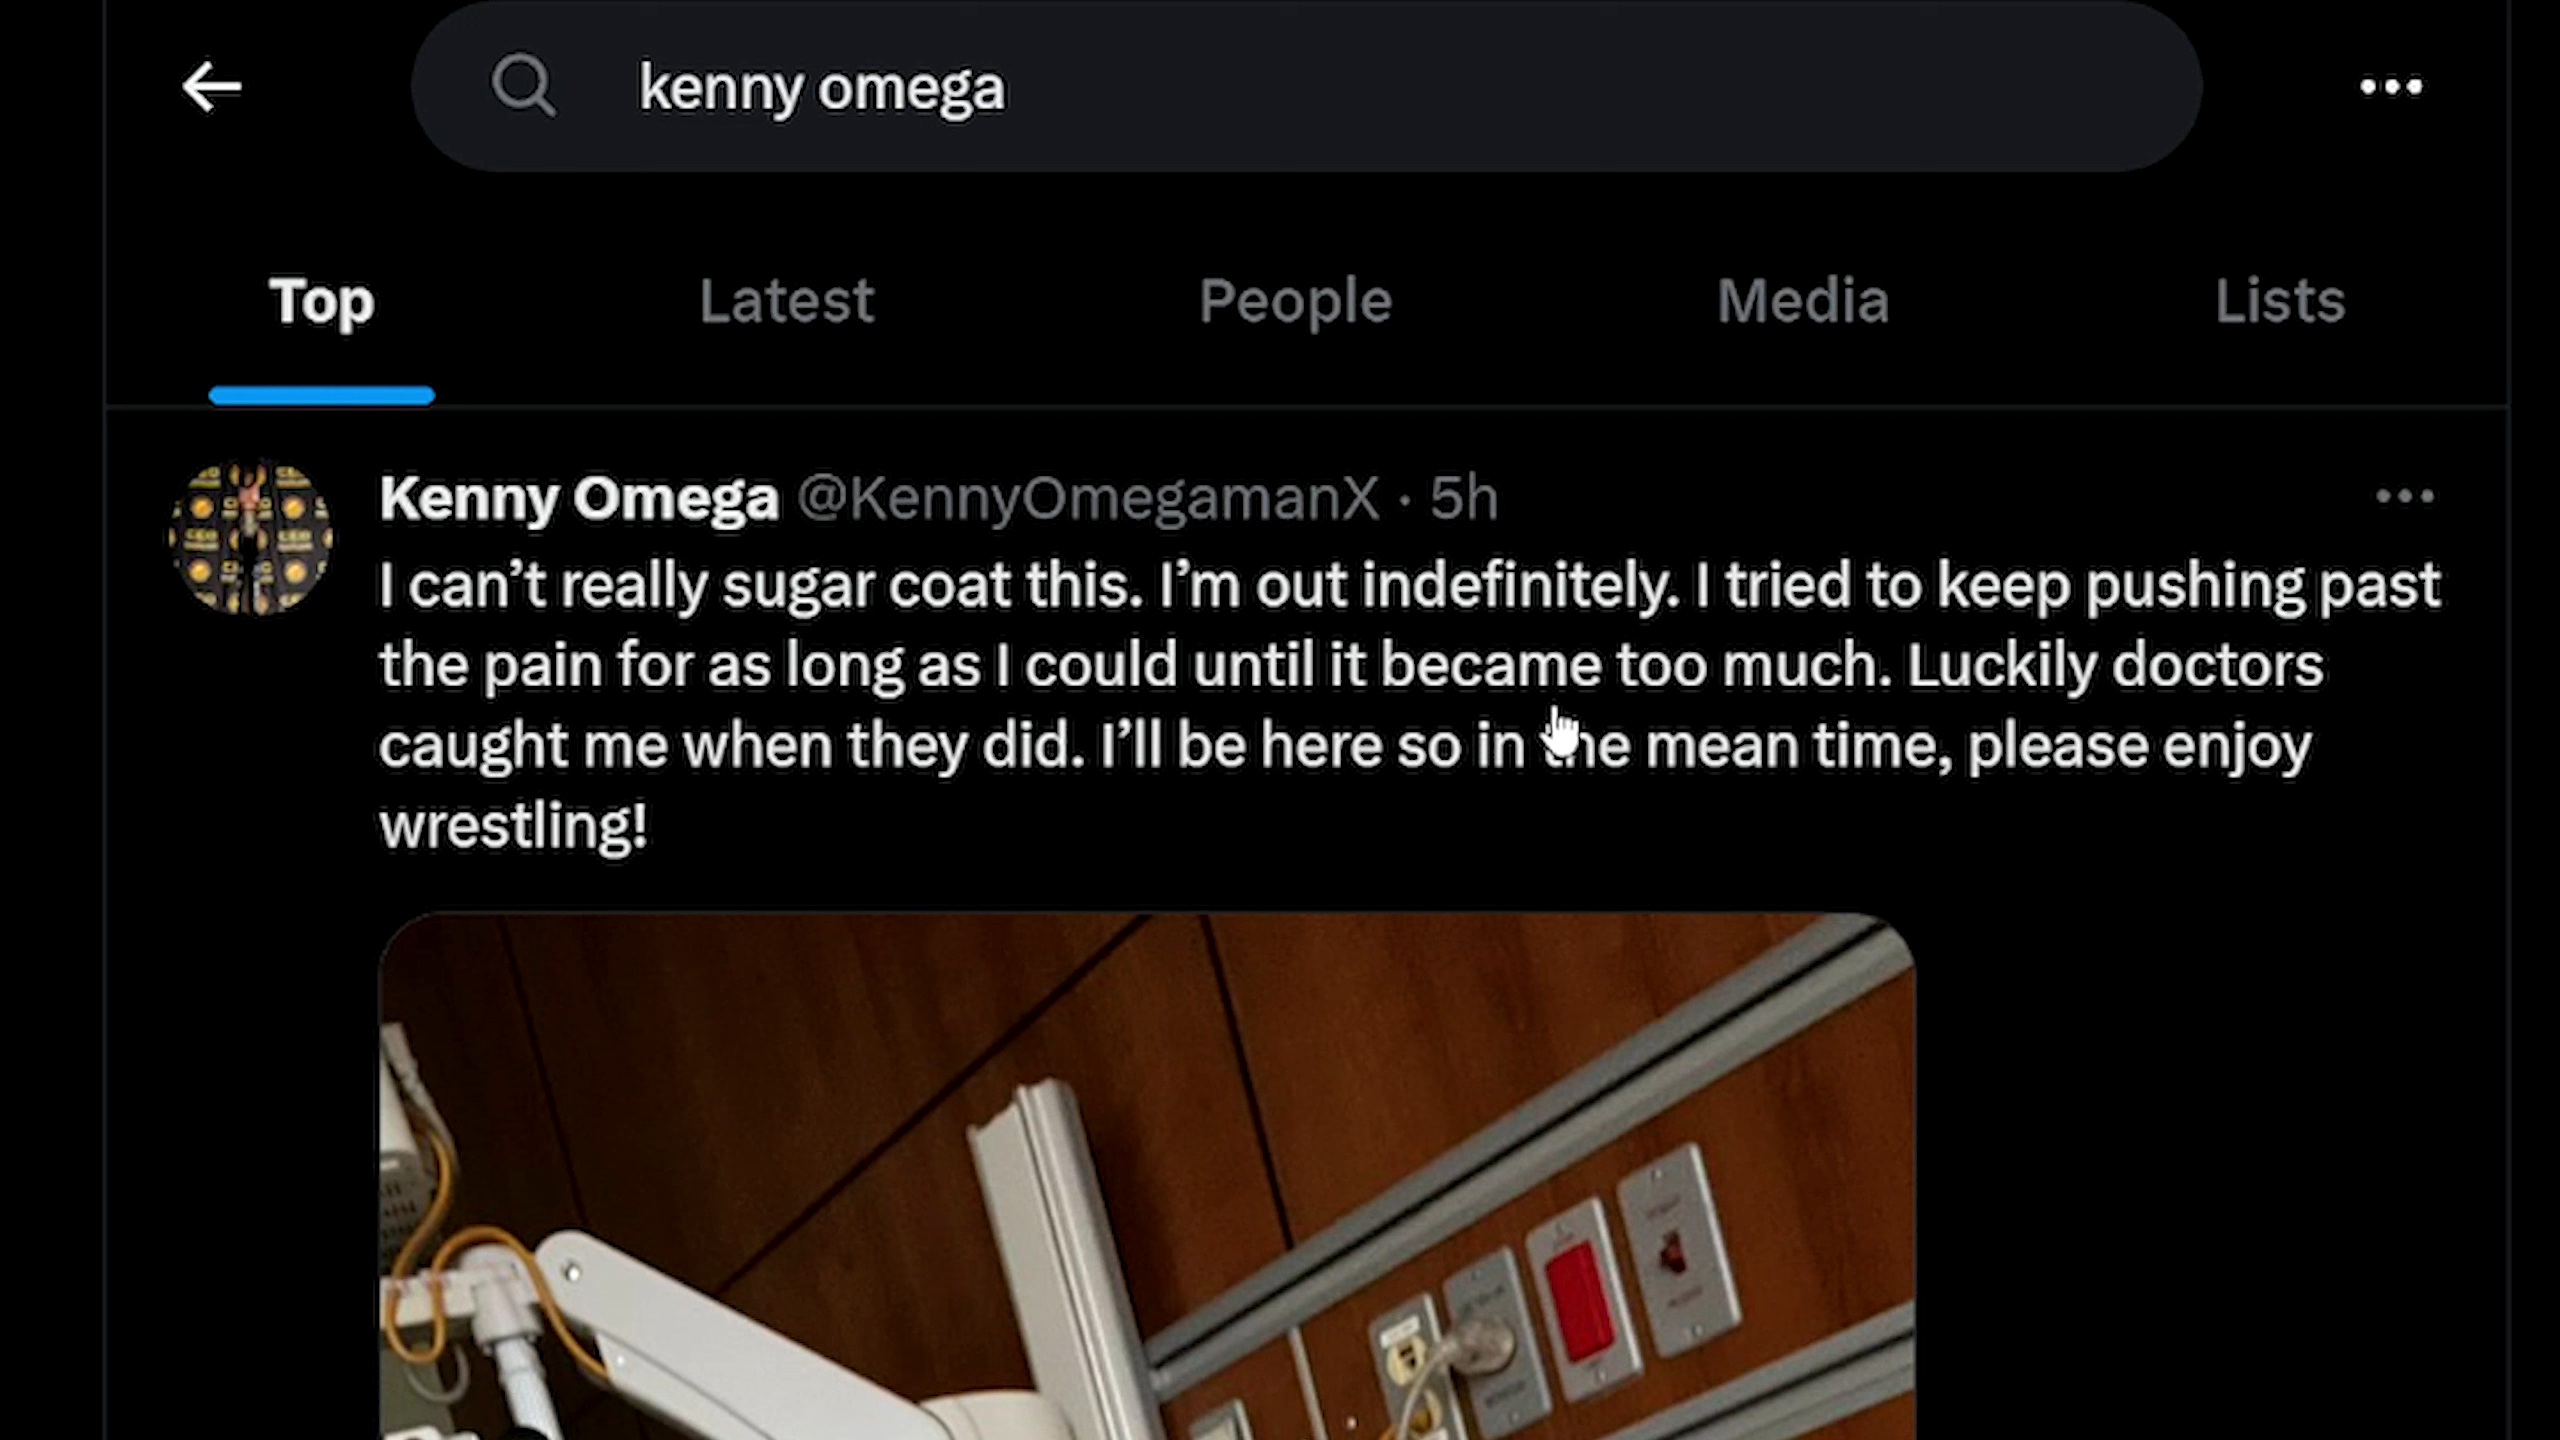 kenny omega
Top Latest People Media Lists
Kenny Omega @KennyOmegamanX · 5h
I can’t really sugar coat this. I’m out indefinitely. I tried to keep pushing past
the pain for as long as I could until it became too much. Luckily doctors
caught me when they did. I’ll be here so in the mean time, please enjoy
wrestling!